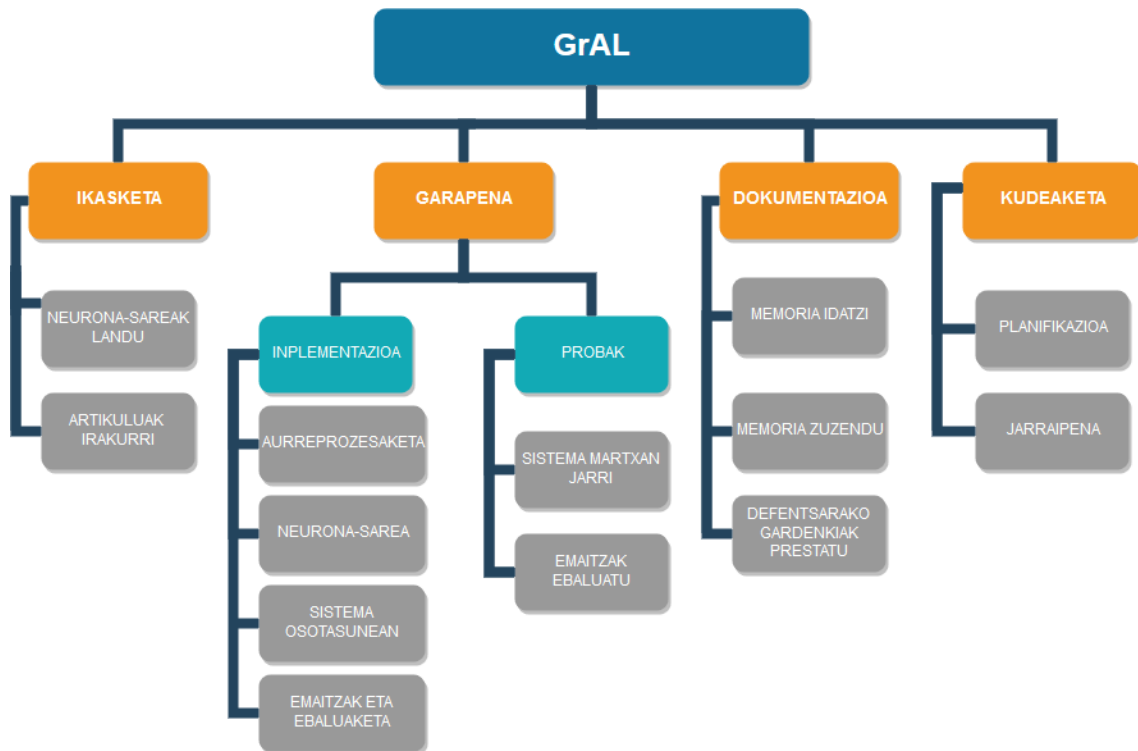 GrAL
IKASKETA
GARAPENA
DOKUMENTAZIOA
KUDEAKETA
NEURONA-SAREAK
LANDU
ARTIKULUAK
IRAKURRI
INPLEMENTAZIOA
AURREPROZESAKETA
NEURONA-SAREA
SISTEMA
OSOTASUNEAN
EMAITZAK ETA
EBALUAKETA
PROBAK
SISTEMA MARTXAN
JARRI
EMAITZAK
EBALUATU
MEMORIA IDATZI
MEMORIA ZUZENDU
DEFENTSARAKO
GARDENKIAK
PRESTATU
PLANIFIKAZIOA
JARRAIPENA